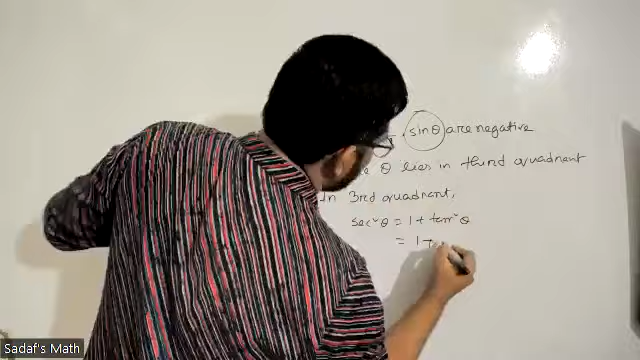 sinθ are negative
θ lies in third quadrant
In 3rd quadrant,
sec²θ = 1 + tan²θ
= 1 +
Sadaf's Math